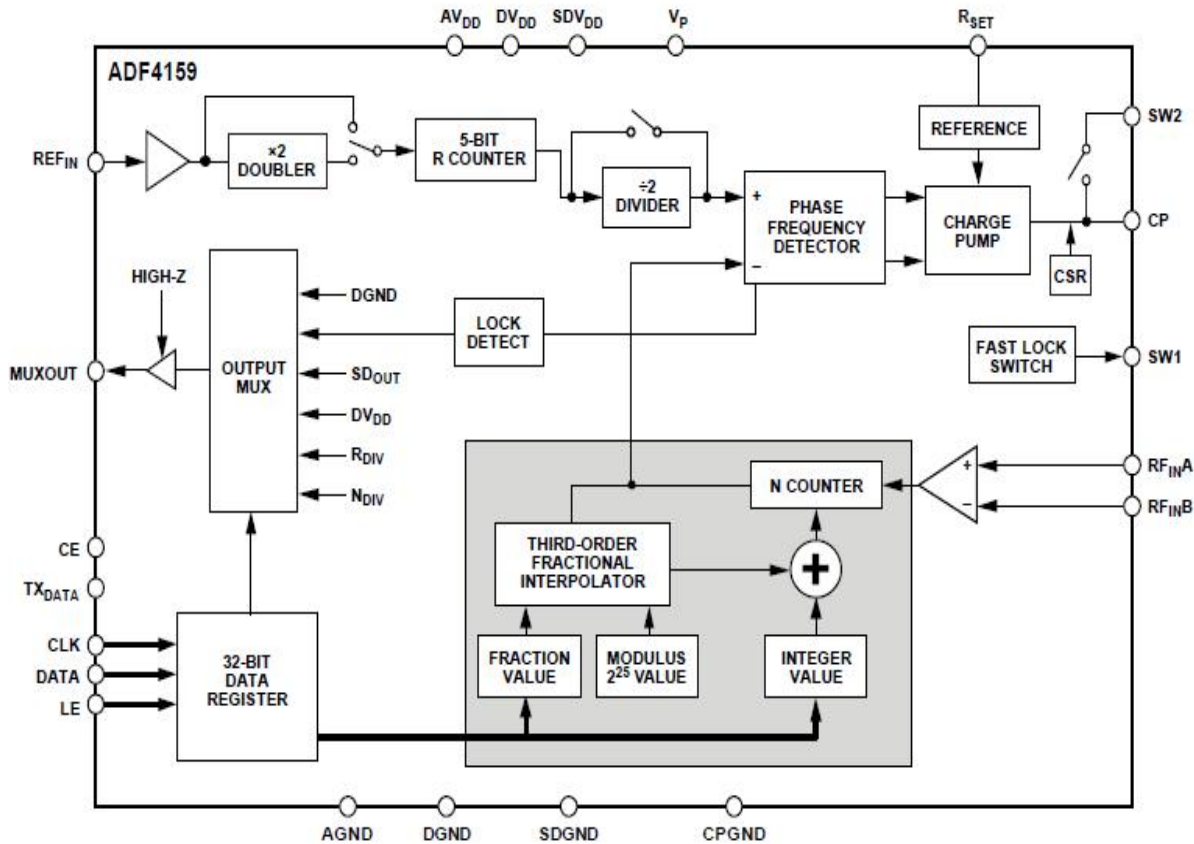 AVDD DVDD SDVDD VP RSET
ADF4159
REFIN
×2
DOUBLER
5-BIT
R COUNTER
÷2
DIVIDER
+
−
PHASE
FREQUENCY
DETECTOR
REFERENCE
CHARGE
PUMP
CSR
SW2
CP
HIGH-Z
MUXOUT
OUTPUT
MUX
DGND
LOCK
DETECT
SDOUT
DVDD
RDIV
NDIV
FAST LOCK
SWITCH
SW1
N COUNTER
+
−
RFINA
RFINB
THIRD-ORDER
FRACTIONAL
INTERPOLATOR
+
CE
TXDATA
CLK
DATA
LE
32-BIT
DATA
REGISTER
FRACTION
VALUE
MODULUS
2²⁵ VALUE
INTEGER
VALUE
AGND DGND SDGND CPGND